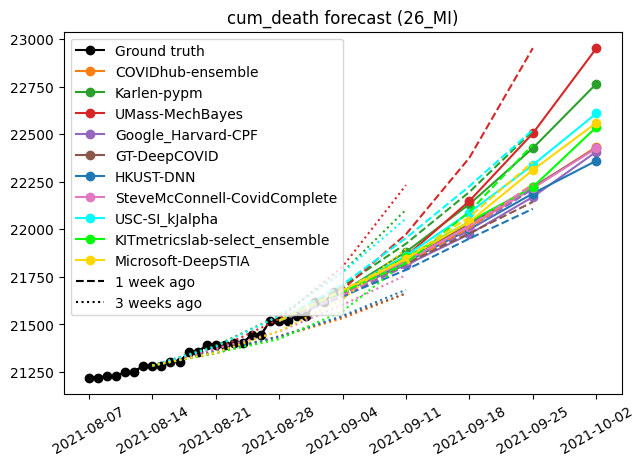 cum_death forecast (26_MI)
23000
22750
22500
22250
22000
21750
21500
21250
Ground truth
COVIDhub-ensemble
Karlen-pypm
UMass-MechBayes
Google_Harvard-CPF
GT-DeepCOVID
HKUST-DNN
SteveMcConnell-CovidComplete
USC-SI_kJalpha
KITmetricslab-select_ensemble
Microsoft-DeepSTIA
1 week ago
3 weeks ago
2021-08-07
2021-08-14
2021-08-21
2021-08-28
2021-09-04
2021-09-11
2021-09-18
2021-09-25
2021-10-02